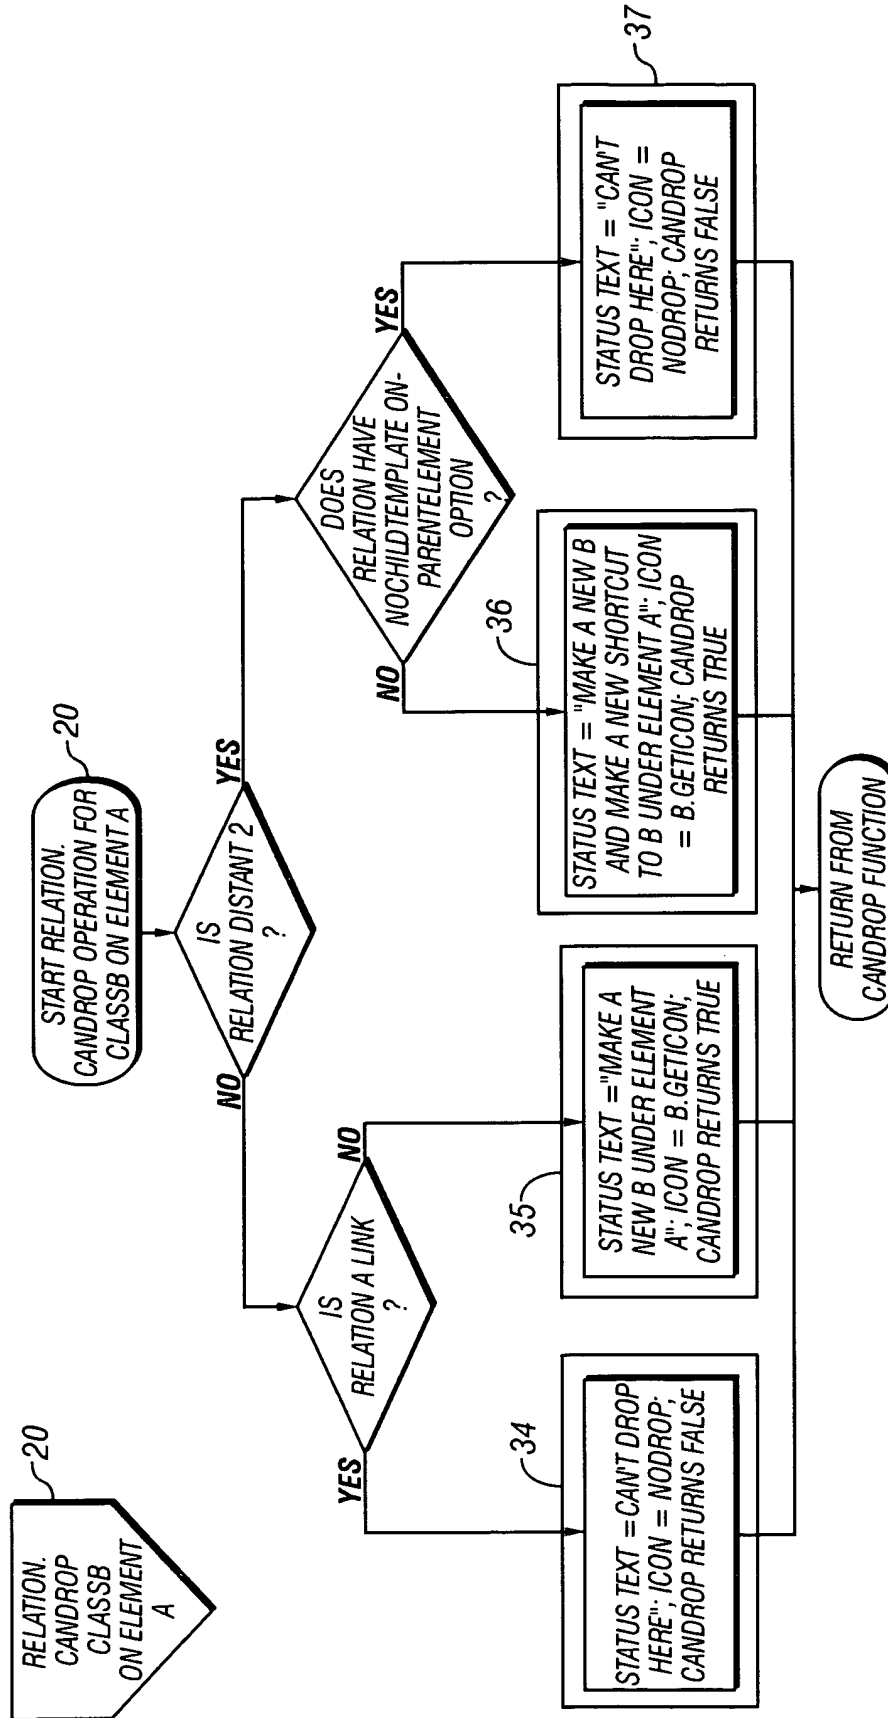 RELATION.
CANDROP
CLASSB
ON ELEMENT
A
20
START RELATION.
CANDROP OPERATION FOR
CLASSB ON ELEMENT A
20
IS
RELATION DISTANT 2
?
NO
YES
IS
RELATION A LINK
?
YES
NO
DOES
RELATION HAVE
NOCHILDTEMPLATE ON-
PARENTELEMENT
OPTION
?
NO
YES
34
STATUS TEXT =CAN'T DROP
HERE"; ICON = NODROP;
CANDROP RETURNS FALSE
35
STATUS TEXT ="MAKE A
NEW B UNDER ELEMENT
A"; ICON = B.GETICON;
CANDROP RETURNS TRUE
36
STATUS TEXT = "MAKE A NEW B
AND MAKE A NEW SHORTCUT
TO B UNDER ELEMENT A"; ICON
= B.GETICON; CANDROP
RETURNS TRUE
37
STATUS TEXT = "CAN'T
DROP HERE"; ICON =
NODROP; CANDROP
RETURNS FALSE
RETURN FROM
CANDROP FUNCTION